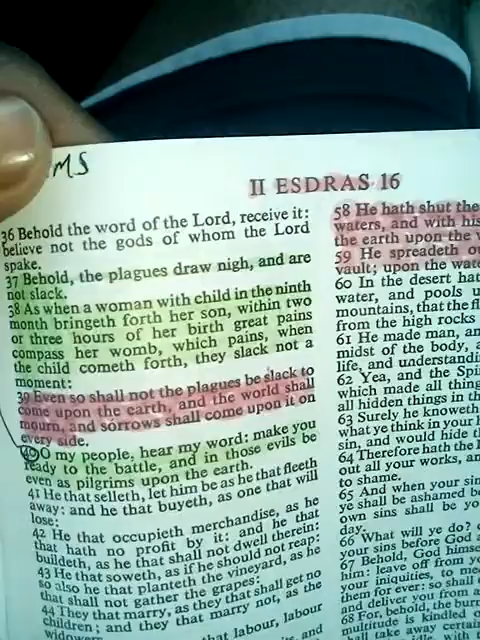 MS
II ESDRAS 16
36 Behold the word of the Lord, receive it:
believe not the gods of whom the Lord
spake.
37 Behold, the plagues draw nigh, and are
not slack.
38 As when a woman with child in the ninth
month bringeth forth her son, within two
or three hours of her birth great pains
compass her womb, which pains, when
the child cometh forth, they slack not a
moment:
39 Even so shall not the plagues be slack to
come upon the earth, and the world shall
mourn, and sorrows shall come upon it on
every side.
40 O my people, hear my word: make you
ready to the battle, and in those evils be
even as pilgrims upon the earth.
41 He that selleth, let him be as he that fleeth
away: and he that buyeth, as one that will
lose:
42 He that occupieth merchandise, as he
that hath no profit by it: and he that
buildeth, as he that shall not dwell therein:
43 He that soweth, as if he should not reap:
so also he that planteth the vineyard, as he
that shall not gather the grapes:
44 They that marry, as they that shall get no
children; and they that marry not, as the
widowers
that labour, labour
58 He hath shut the
waters, and with his
the earth upon the
59 He spreadeth
vault; upon the
60 In the desert
water, and pools
mountains, that the
from the high rocks
61 He made man, an
midst of the body, a
life, and understandi
62 Yea, and the Spi
which made all thing
all hidden things in th
63 Surely he knoweth
what ye think in your
sin, and would hide
64 Therefore hath the
out all your works, an
to shame.
65 And when your sin
ye shall be ashamed be
own sins shall be yo
day.
66 What will ye do?
your sins before God a
67 Behold, God himse
him: leave off from yo
your iniquities, to me
them for ever: so shall
and deliver you from a
68 For, behold, the bur
multitude is kindled
take away certain